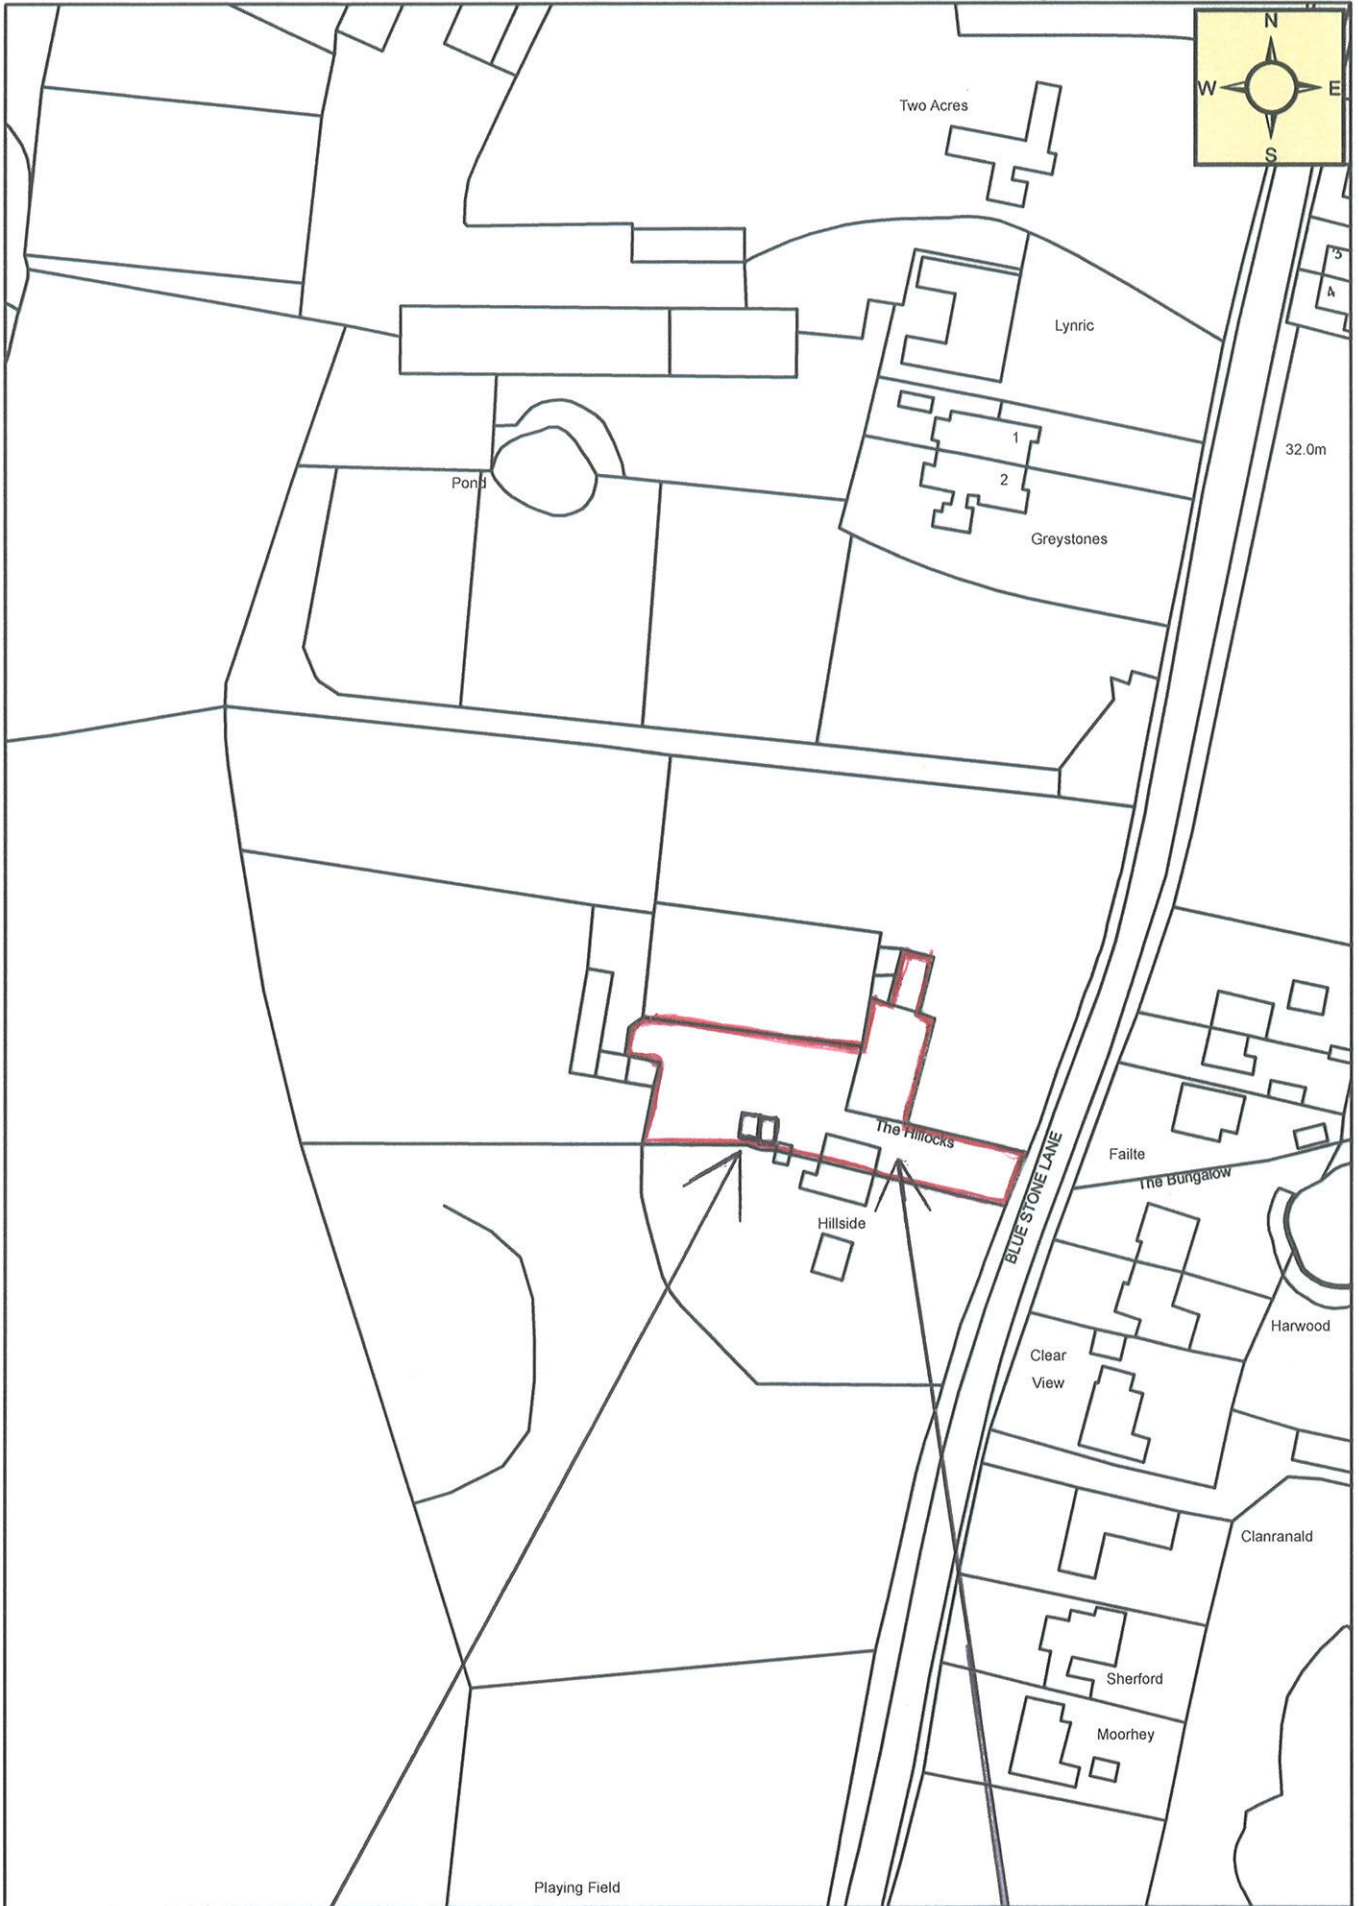 N
W E
S
Two Acres
3
4
Lynric
1
32.0m
2
Pond
Greystones
The Hillocks
BLUE STONE LANE
Failte
The Bungalow
Hillside
Harwood
Clear
View
Clanranald
Sherford
Moorhey
Playing Field